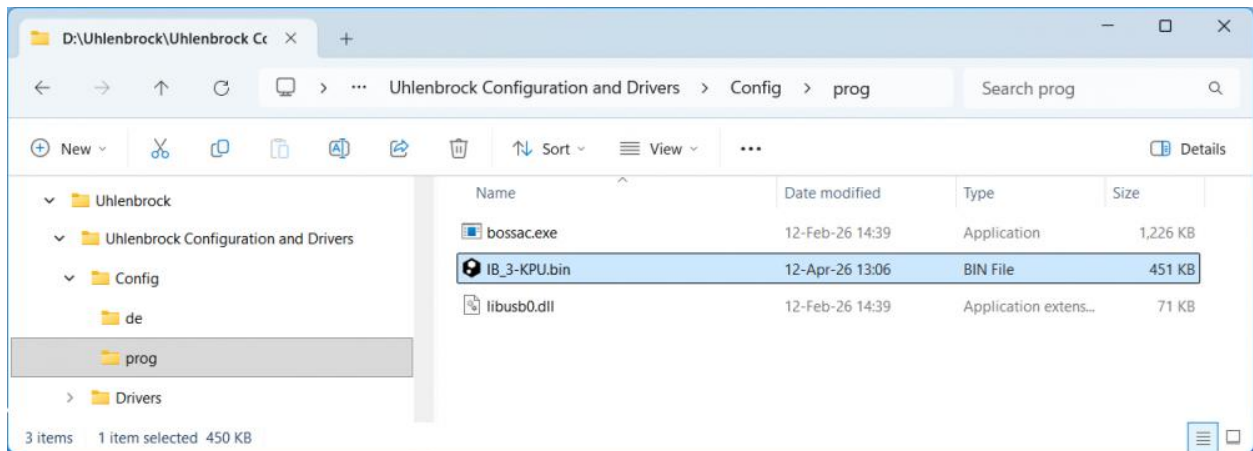 D:\Uhlenbrock\Uhlenbrock Cc
Uhlenbrock Configuration and Drivers > Config > prog
Search prog
New
Sort
View
Details
Name Date modified Type Size
Uhlenbrock
Uhlenbrock Configuration and Drivers
Config
de
prog
Drivers
bossac.exe 12-Feb-26 14:39 Application 1,226 KB
IB_3-KPU.bin 12-Apr-26 13:06 BIN File 451 KB
libusb0.dll 12-Feb-26 14:39 Application extens... 71 KB
3 items 1 item selected 450 KB